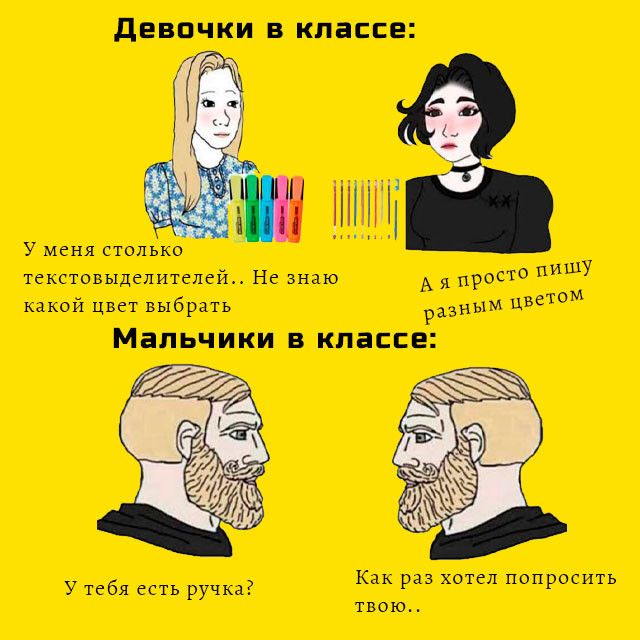 Девочки в классе:
У меня столько
текстовыделителей.. Не знаю
какой цвет выбрать
А я просто пишу
разным цветом
Мальчики в классе:
У тебя есть ручка?
Как раз хотел попросить
твою..